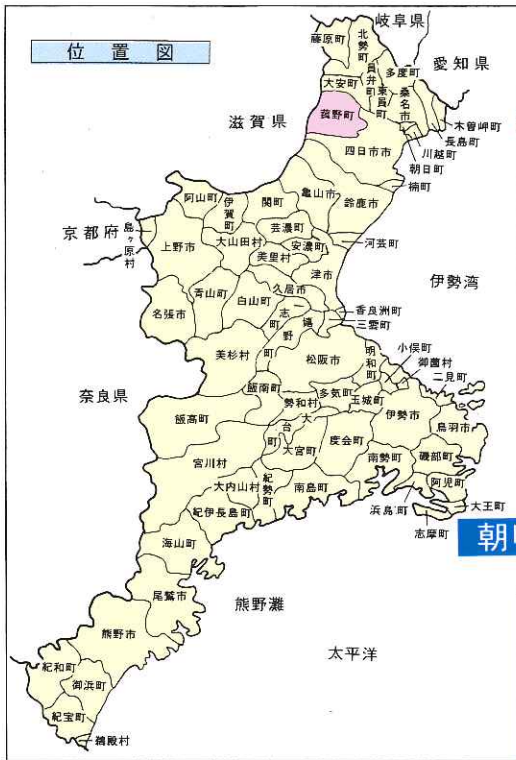 位置図
岐阜県
愛知県
滋賀県
京都府
奈良県
伊勢湾
熊野灘
太平洋
藤原町
北勢町
員弁町
大安町
東員町
多度町
桑名市
木曽岬町
長島町
川越町
朝日町
菰野町
四日市市
楠町
阿山町
伊賀町
関町
亀山市
鈴鹿市
島ヶ原村
上野市
大山田村
芸濃町
安濃町
美里村
河芸町
津市
青山町
白山町
久居市
名張市
一志町
嬉野町
香良洲町
三雲町
美杉村
松阪市
明和町
小俣町
御薗村
二見町
飯南町
多気町
玉城町
伊勢市
鳥羽市
飯高町
勢和村
大台町
大宮町
度会町
南勢町
磯部町
阿児町
大王町
浜島町
志摩町
宮川村
大内山村
紀勢町
南島町
紀伊長島町
海山町
尾鷲市
熊野市
紀和町
御浜町
紀宝町
鵜殿村
朝